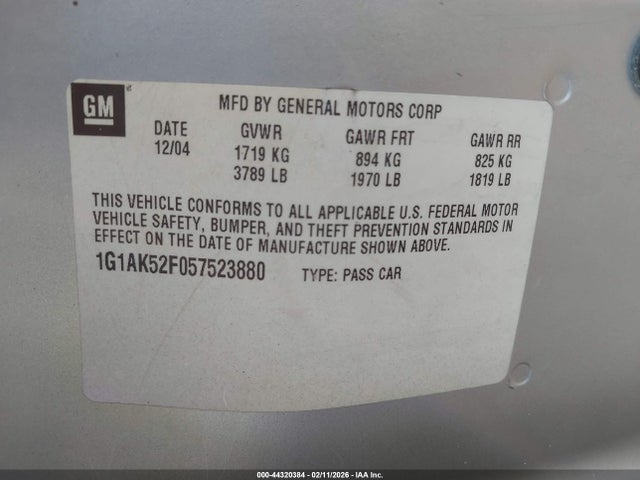 GM
MFD BY GENERAL MOTORS CORP
DATE GVWR GAWR FRT GAWR RR
12/04 1719 KG 894 KG 825 KG
3789 LB 1970 LB 1819 LB
THIS VEHICLE CONFORMS TO ALL APPLICABLE U.S. FEDERAL MOTOR
VEHICLE SAFETY, BUMPER, AND THEFT PREVENTION STANDARDS IN
EFFECT ON THE DATE OF MANUFACTURE SHOWN ABOVE.
1G1AK52F057523880 TYPE: PASS CAR
000-44320384 - 02/11/2026 - IAA Inc.